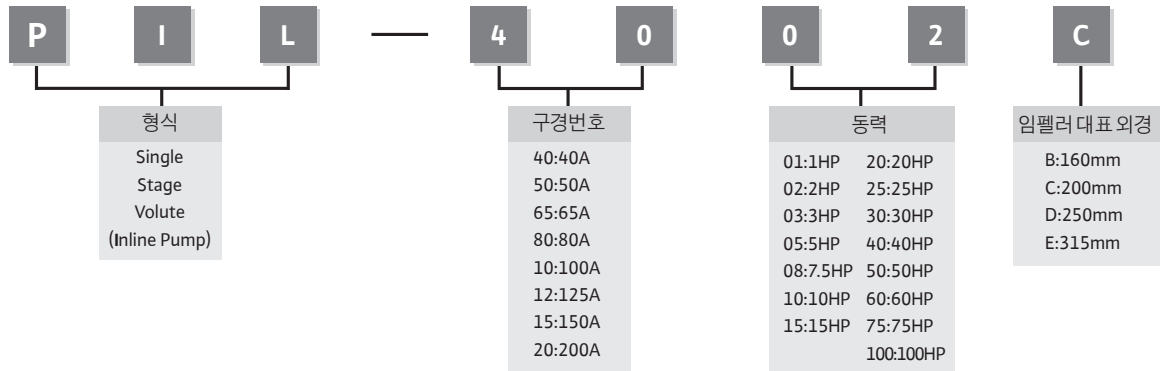 P I L — 4 0 0 2 C
형식
Single
Stage
Volute
(Inline Pump)
구경번호
40:40A
50:50A
65:65A
80:80A
10:100A
12:125A
15:150A
20:200A
동력
01:1HP 20:20HP
02:2HP 25:25HP
03:3HP 30:30HP
05:5HP 40:40HP
08:7.5HP 50:50HP
10:10HP 60:60HP
15:15HP 75:75HP
100:100HP
임펠러 대표 외경
B:160mm
C:200mm
D:250mm
E:315mm